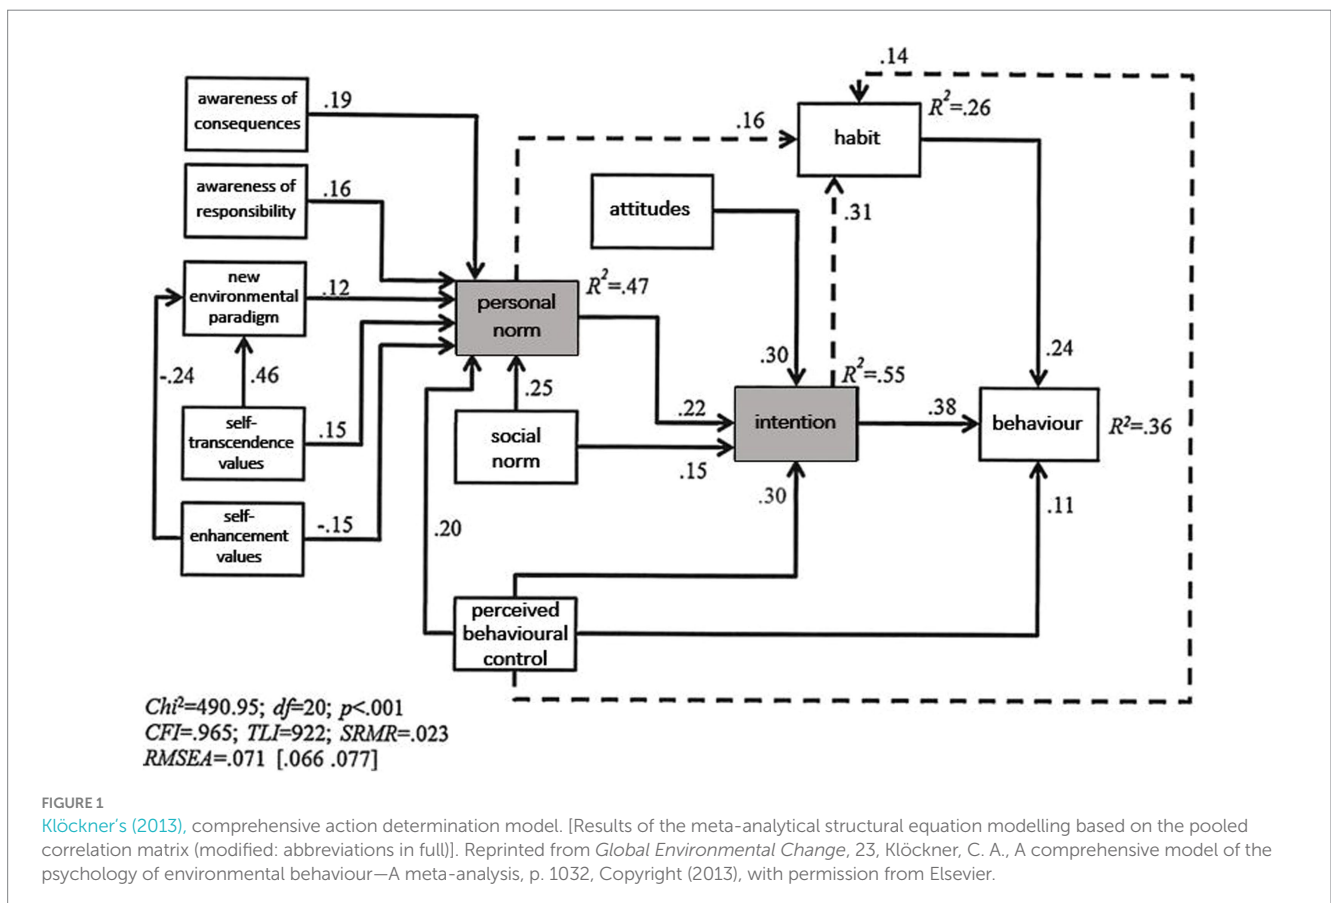 .14
awareness of
consequences
.19
R²=.26
.16
habit
awareness of
responsibility
.16
attitudes
.31
new
environmental
paradigm
.12
personal
norm
R²=.47
-.24
.46
.25
.30
R²=.55
.24
self-
transcendence
values
.15
social
norm
.22
.15
intention
.38
behaviour
R²=.36
.30
.11
self-
enhancement
values
-.15
.20
perceived
behavioural
control
Chi²=490.95; df=20; p<.001
CFI=.965; TLI=922; SRMR=.023
RMSEA=.071 [.066 .077]
FIGURE 1
Klöckner's (2013), comprehensive action determination model. [Results of the meta-analytical structural equation modelling based on the pooled
correlation matrix (modified: abbreviations in full)]. Reprinted from Global Environmental Change, 23, Klöckner, C. A., A comprehensive model of the
psychology of environmental behaviour—A meta-analysis, p. 1032, Copyright (2013), with permission from Elsevier.